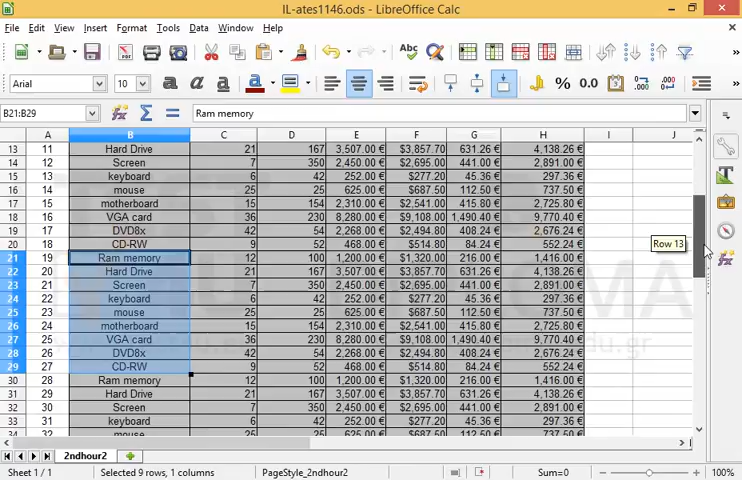 IL-ates1146.ods - LibreOffice Calc
File Edit View Insert Format Tools Data Window Help
Arial 10
B21:B29 Ram memory
A B C D E F G H I J
13 11 Hard Drive 21 167 3,507.00 € $3,857.70 631.26 € 4,138.26 €
14 12 Screen 7 350 2,450.00 € $2,695.00 441.00 € 2,891.00 €
15 13 keyboard 6 42 252.00 € $277.20 45.36 € 297.36 €
16 14 mouse 25 25 625.00 € $687.50 112.50 € 737.50 €
17 15 motherboard 15 154 2,310.00 € $2,541.00 415.80 € 2,725.80 €
18 16 VGA card 36 230 8,280.00 € $9,108.00 1,490.40 € 9,770.40 €
19 17 DVD8x 42 54 2,268.00 € $2,494.80 408.24 € 2,676.24 €
20 18 CD-RW 9 52 468.00 € $514.80 84.24 € 552.24 €
Row 13
21 19 Ram memory 12 100 1,200.00 € $1,320.00 216.00 € 1,416.00 €
22 20 Hard Drive 21 167 3,507.00 € $3,857.70 631.26 € 4,138.26 €
23 21 Screen 7 350 2,450.00 € $2,695.00 441.00 € 2,891.00 €
24 22 keyboard 6 42 252.00 € $277.20 45.36 € 297.36 €
25 23 mouse 25 25 625.00 € $687.50 112.50 € 737.50 €
26 24 motherboard 15 154 2,310.00 € $2,541.00 415.80 € 2,725.80 €
27 25 VGA card 36 230 8,280.00 € $9,108.00 1,490.40 € 9,770.40 €
28 26 DVD8x 42 54 2,268.00 € $2,494.80 408.24 € 2,676.24 €
29 27 CD-RW 9 52 468.00 € $514.80 84.24 € 552.24 €
30 28 Ram memory 12 100 1,200.00 € $1,320.00 216.00 € 1,416.00 €
31 29 Hard Drive 21 167 3,507.00 € $3,857.70 631.26 € 4,138.26 €
32 30 Screen 7 350 2,450.00 € $2,695.00 441.00 € 2,891.00 €
33 31 keyboard 6 42 252.00 € $277.20 45.36 € 297.36 €
34 32 mouse 25 25 625.00 € $687.50 112.50 € 737.50 €
2ndhour2
Sheet 1 / 1 Selected 9 rows, 1 columns PageStyle_2ndhour2 Sum=0 100%